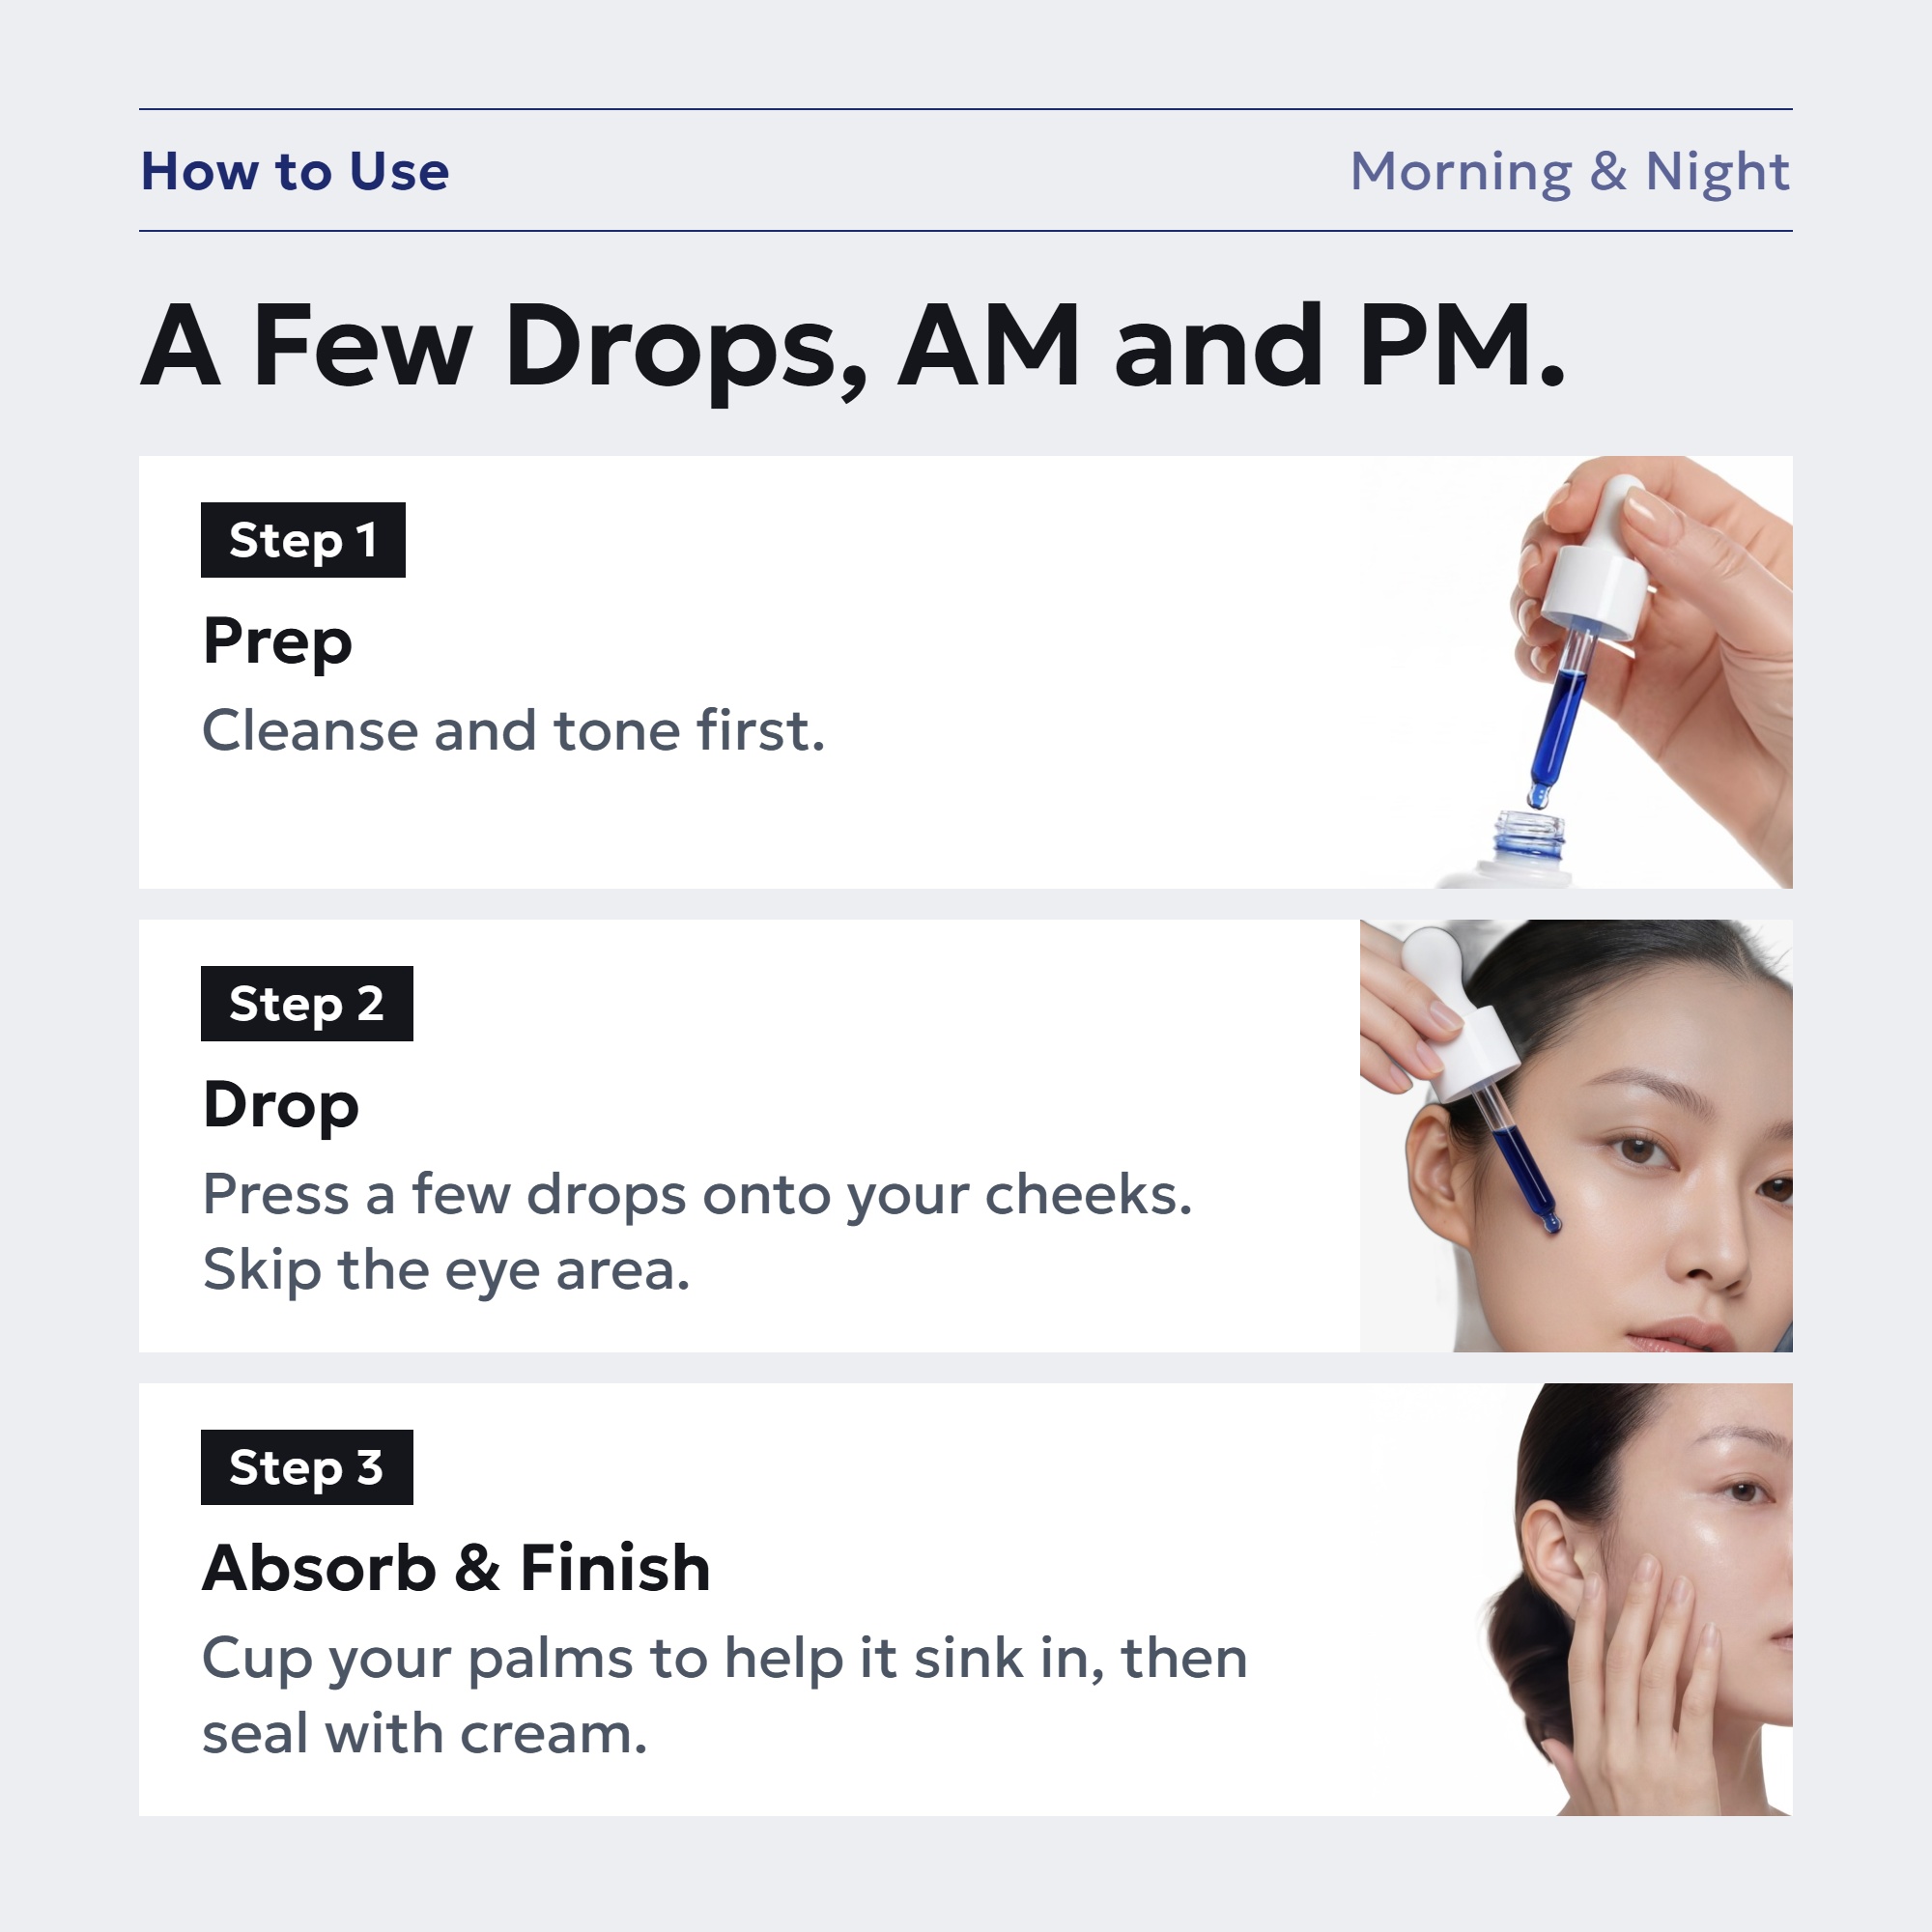 How to Use
Morning & Night
A Few Drops, AM and PM.
Step 1
Prep
Cleanse and tone first.
Step 2
Drop
Press a few drops onto your cheeks.
Skip the eye area.
Step 3
Absorb & Finish
Cup your palms to help it sink in, then
seal with cream.